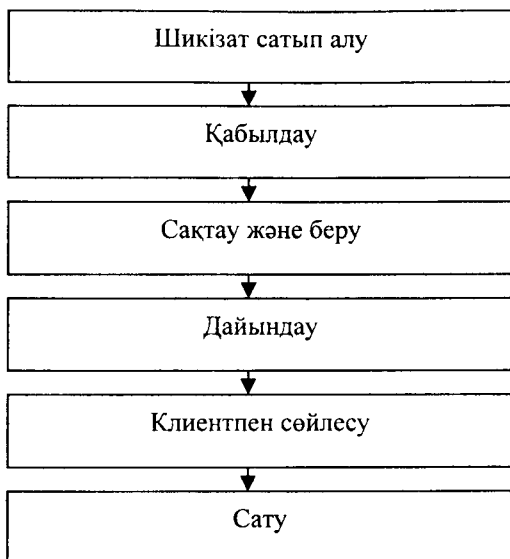 Шикізат сатып алу
Қабылдау
Сақтау және беру
Дайындау
Клиентпен сөйлесу
Сату